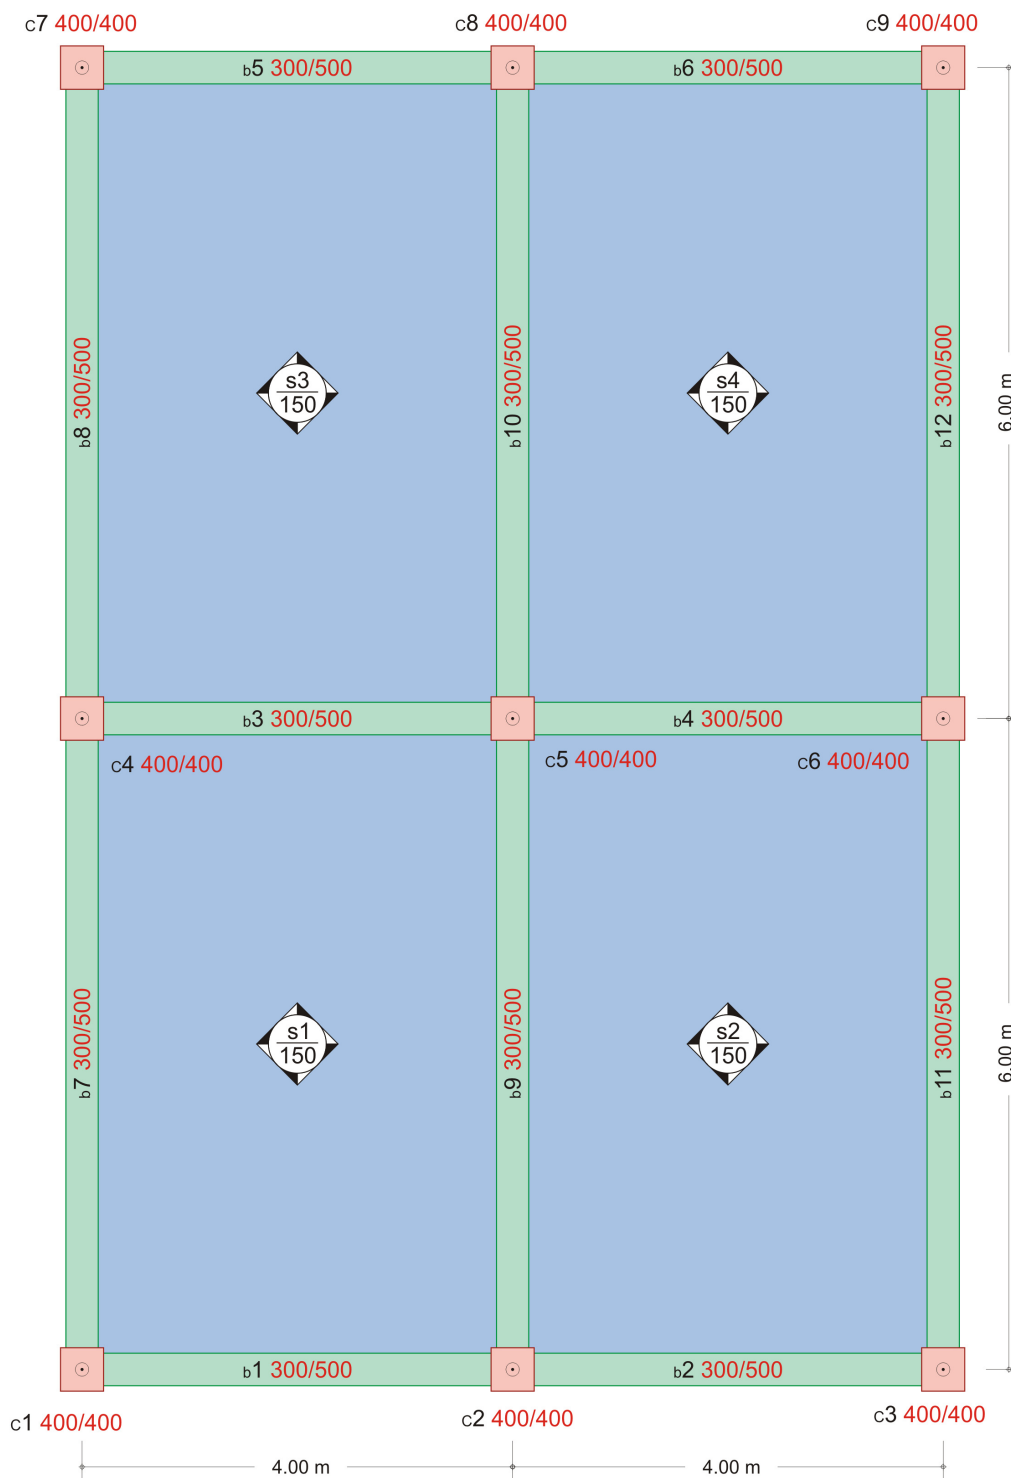 c7 400/400
c8 400/400
c9 400/400
b5 300/500
b6 300/500
b8 300/500
s3
150
b10 300/500
s4
150
b12 300/500
6.00 m
b3 300/500
b4 300/500
c4 400/400
c5 400/400
c6 400/400
b7 300/500
s1
150
b9 300/500
s2
150
b11 300/500
6.00 m
b1 300/500
b2 300/500
c1 400/400
c2 400/400
c3 400/400
4.00 m
4.00 m